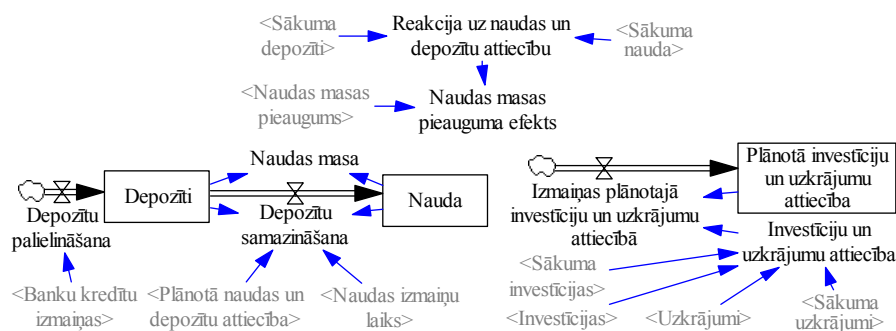 <Sākuma
depozīti>
Reakcija uz naudas un
depozītu attiecību
<Sākuma
nauda>
<Naudas masas
pieaugums>
Naudas masas
pieauguma efekts
Naudas masa
Depozīti
Nauda
Depozītu
palielināšana
Depozītu
samazināšana
<Banku kredītu
izmaiņas>
<Plānotā naudas un
depozītu attiecība>
<Naudas izmaiņu
laiks>
Plānotā investīciju
un uzkrājumu
attiecība
Izmaiņas plānotajā
investīciju un uzkrājumu
attiecībā
Investīciju un
uzkrājumu attiecība
<Sākuma
investīcijas>
<Investīcijas>
<Uzkrājumi>
<Sākuma
uzkrājumi>